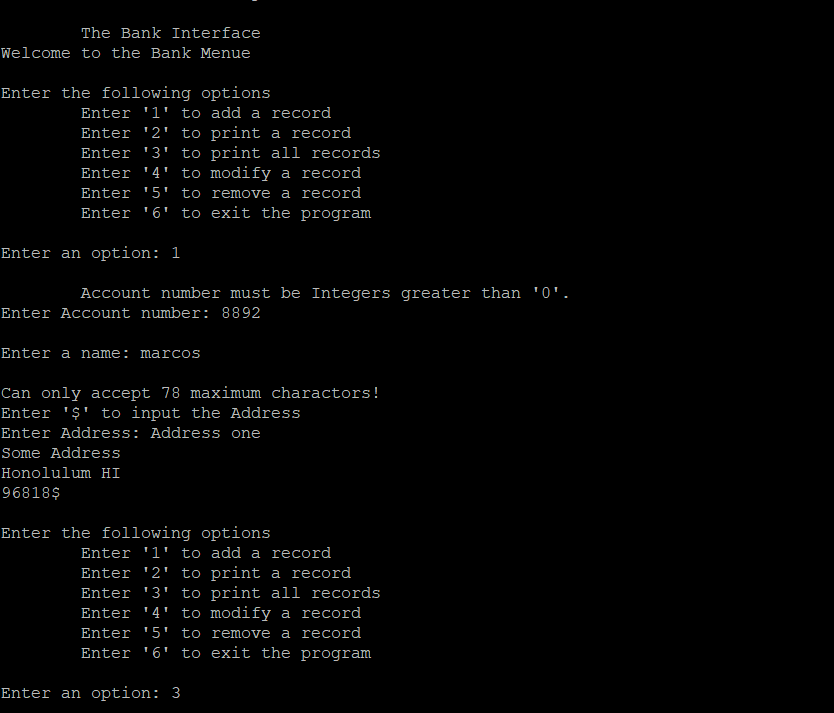 The Bank Interface
Welcome to the Bank Menue
Enter the following options
Enter '1' to add a record
Enter '2' to print a record
Enter '3' to print all records
Enter '4' to modify a record
Enter '5' to remove a record
Enter '6' to exit the program
Enter an option: 1
Account number must be Integers greater than '0'.
Enter Account number: 8892
Enter a name: marcos
Can only accept 78 maximum charactors!
Enter '$' to input the Address
Enter Address: Address one
Some Address
Honolulum HI
96818$
Enter the following options
Enter '1' to add a record
Enter '2' to print a record
Enter '3' to print all records
Enter '4' to modify a record
Enter '5' to remove a record
Enter '6' to exit the program
Enter an option: 3